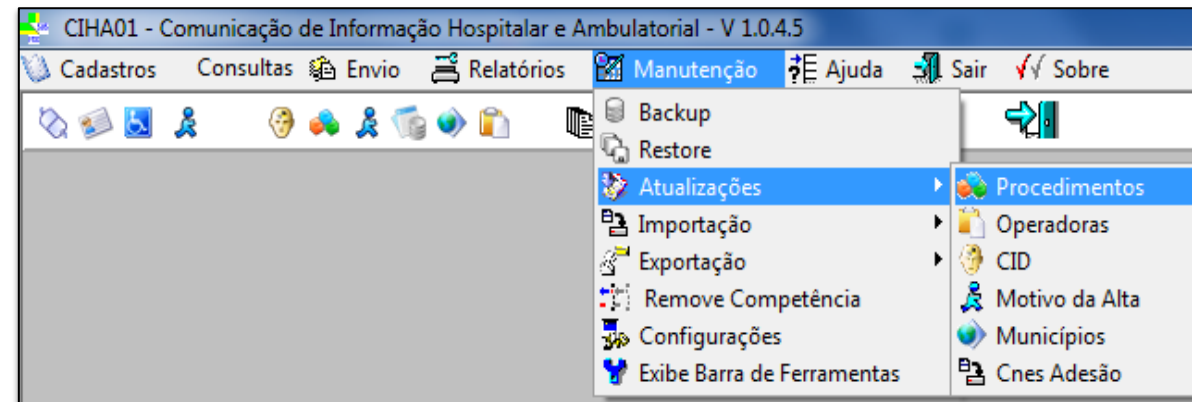 CIHA01 - Comunicação de Informação Hospitalar e Ambulatorial - V 1.0.4.5
Cadastros Consultas Envio Relatórios Manutenção Ajuda Sair Sobre
Backup
Restore
Atualizações Procedimentos
Importação Operadoras
Exportação CID
Remove Competência Motivo da Alta
Configurações Municípios
Exibe Barra de Ferramentas Cnes Adesão